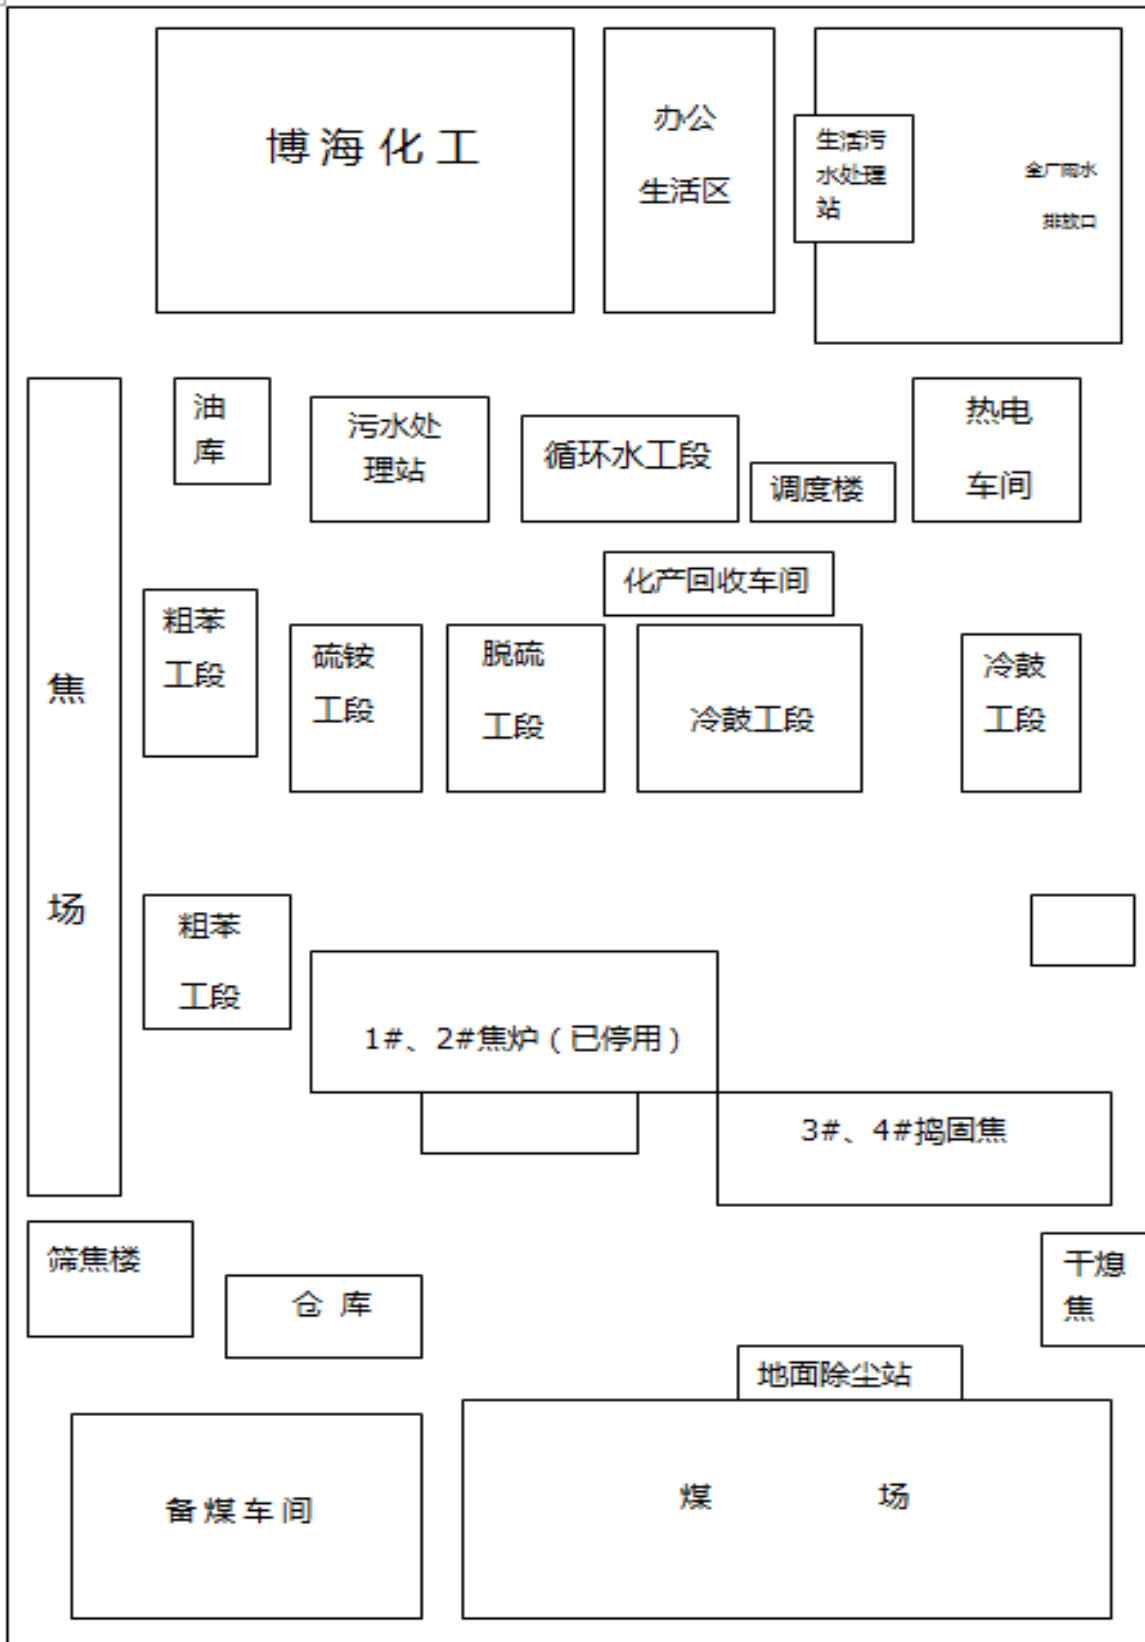 博海化工
办公
生活区
生活污
水处理
站
全厂雨水
排放口
油
库
污水处
理站
循环水工段
调度楼
热电
车间
化产回收车间
焦
场
粗苯
工段
硫铵
工段
脱硫
工段
冷鼓工段
冷鼓
工段
粗苯
工段
1#、2#焦炉（已停用）
3#、4#捣固焦
筛焦楼
仓 库
干熄
焦
地面除尘站
备煤车间
煤 场